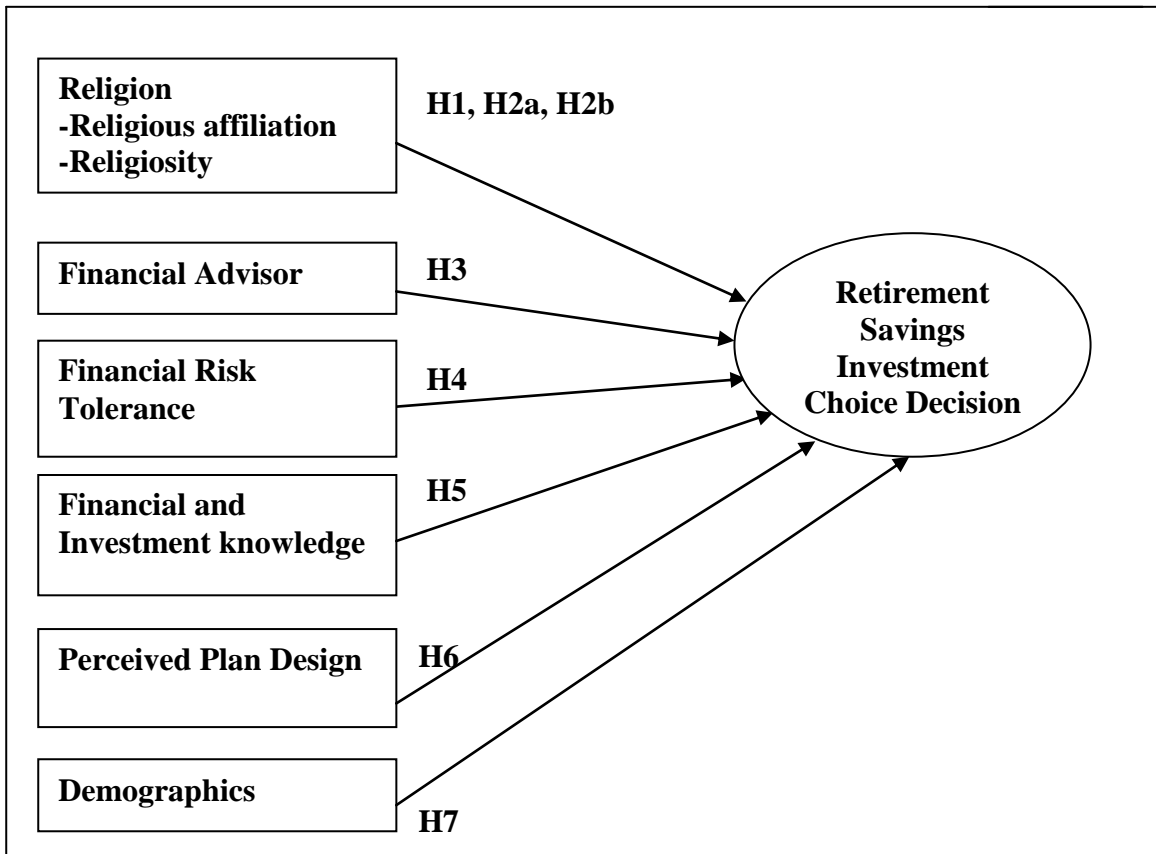 Religion
-Religious affiliation
-Religiosity
H1, H2a, H2b
Financial Advisor
H3
Financial Risk
Tolerance
H4
Financial and
Investment knowledge
H5
Perceived Plan Design
H6
Demographics
H7
Retirement
Savings
Investment
Choice Decision